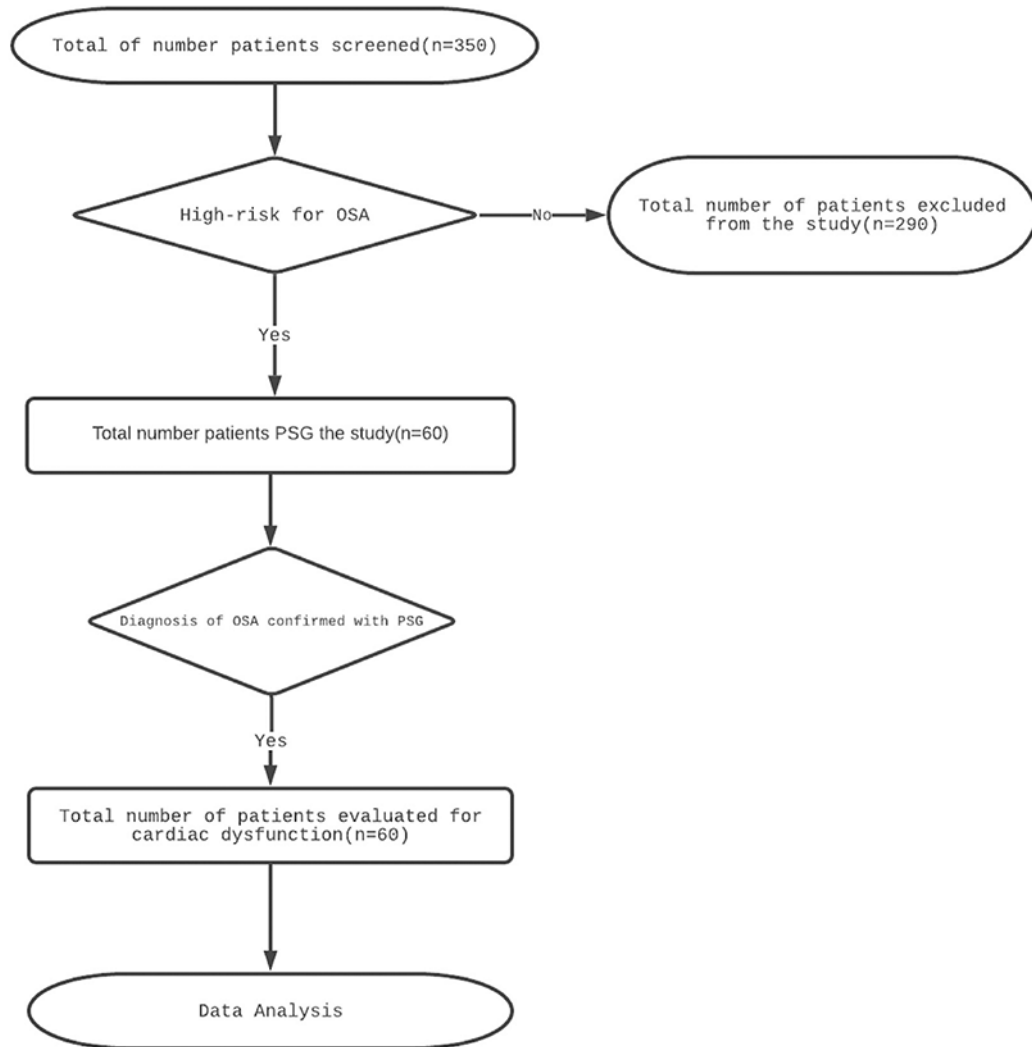 Total of number patients screened(n=350)
High-risk for OSA
No
Total number of patients excluded
from the study(n=290)
Yes
Total number patients PSG the study(n=60)
Diagnosis of OSA confirmed with PSG
Yes
Total number of patients evaluated for
cardiac dysfunction(n=60)
Data Analysis